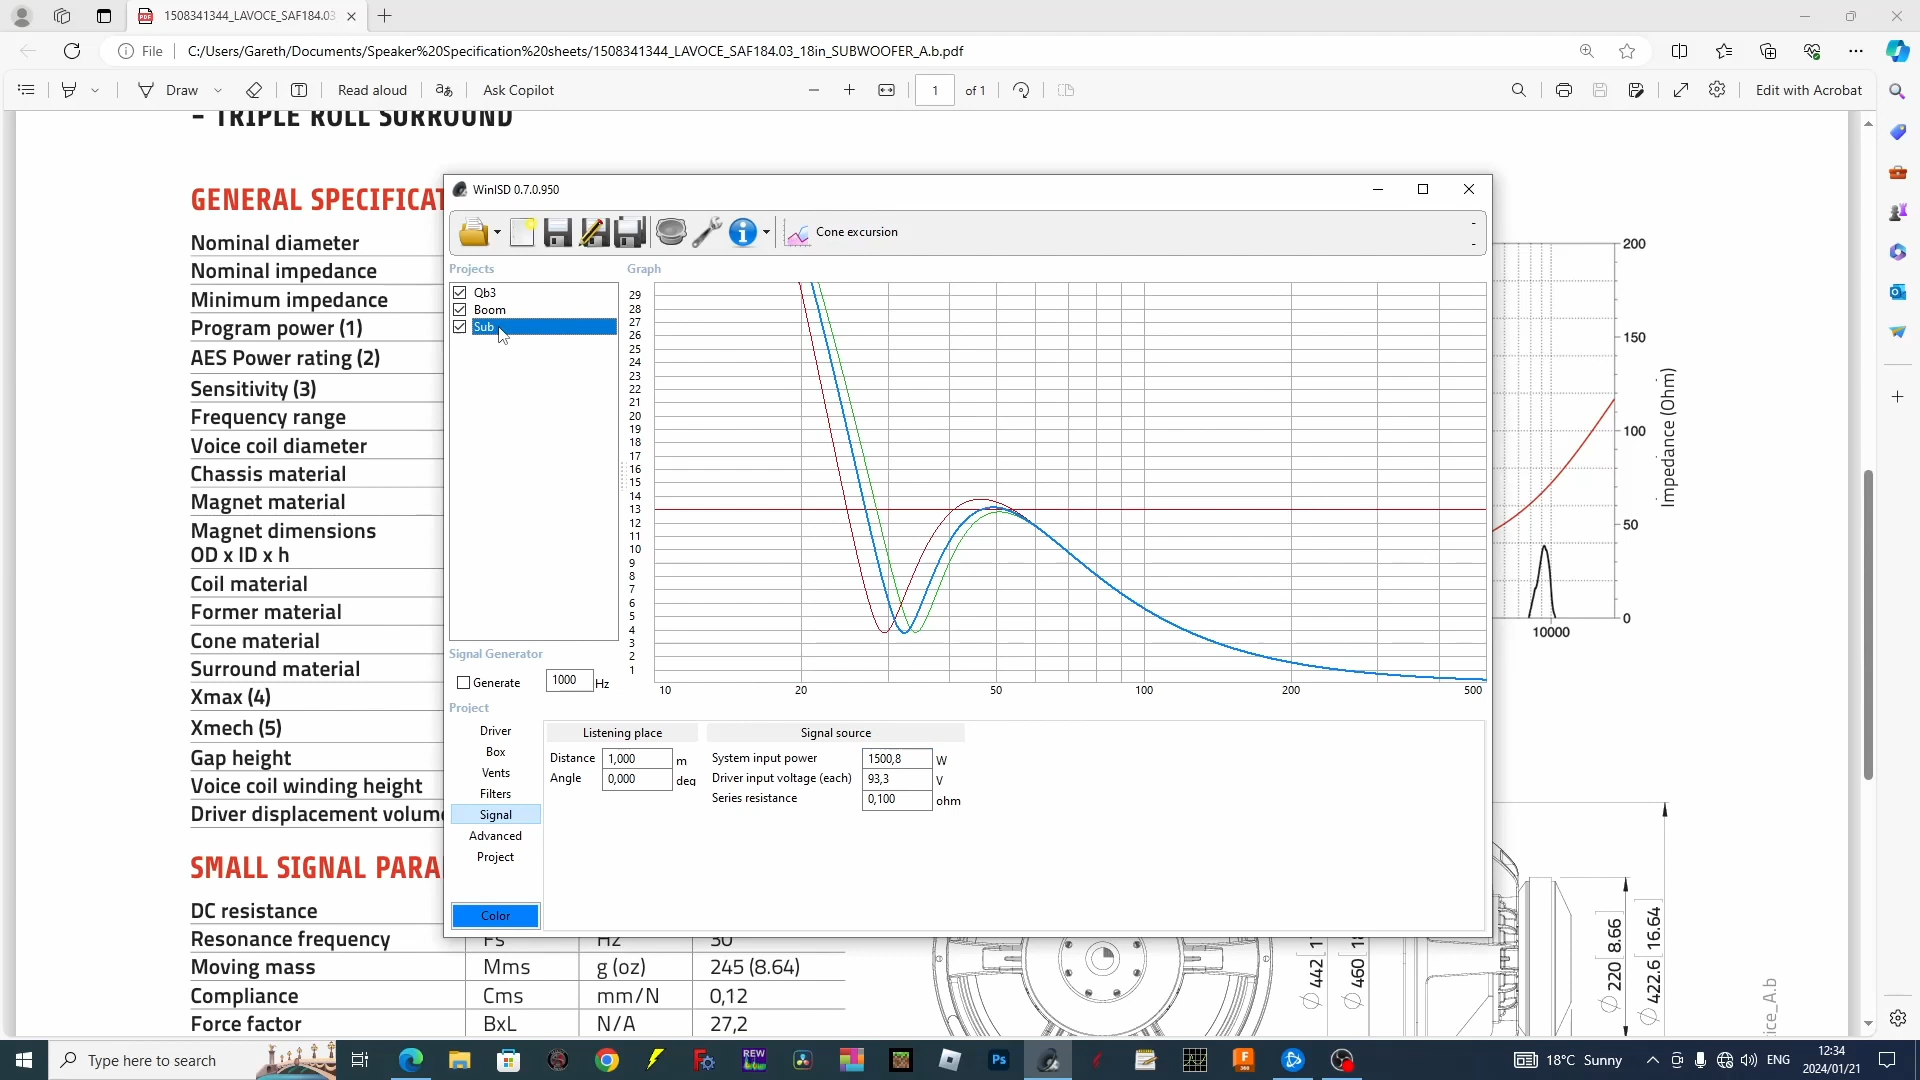 1508341344_LAVOCE_SAF184.03
File
C:/Users/Gareth/Documents/Speaker%20Specification%20sheets/1508341344_LAVOCE_SAF184.03_18in_SUBWOOFER_A.b.pdf
Draw
Read aloud
Ask Copilot
1
of 1
Edit with Acrobat
- TRIPLE ROLL SURROUND
GENERAL SPECIFICAT
Nominal diameter
Nominal impedance
Minimum impedance
Program power (1)
AES Power rating (2)
Sensitivity (3)
Frequency range
Voice coil diameter
Chassis material
Magnet material
Magnet dimensions
OD x ID x h
Coil material
Former material
Cone material
Surround material
Xmax (4)
Xmech (5)
Gap height
Voice coil winding height
Driver displacement volum
SMALL SIGNAL PARA
DC resistance
Resonance frequency Fs Hz 30
Moving mass Mms g (oz) 245 (8.64)
Compliance Cms mm/N 0,12
Force factor BxL N/A 27,2
WinISD 0.7.0.950
Cone excursion
Projects
Qb3
Boom
Sub
Graph
29
28
27
26
25
24
23
22
21
20
19
18
17
16
15
14
13
12
11
10
9
8
7
6
5
4
3
2
1
10 20 50 100 200 500
Signal Generator
Generate 1000 Hz
Project
Driver
Box
Vents
Filters
Signal
Advanced
Project
Color
Listening place
Distance 1,000 m
Angle 0,000 deg
Signal source
System input power 1500,8 W
Driver input voltage (each) 93,3 V
Series resistance 0,100 ohm
200
150
100
50
0
Impedance (Ohm)
10000
442
460
220 8.66
422.6 16.64
ice_A.b
Type here to search
REW
Ps
18°C Sunny
ENG
12:34
2024/01/21